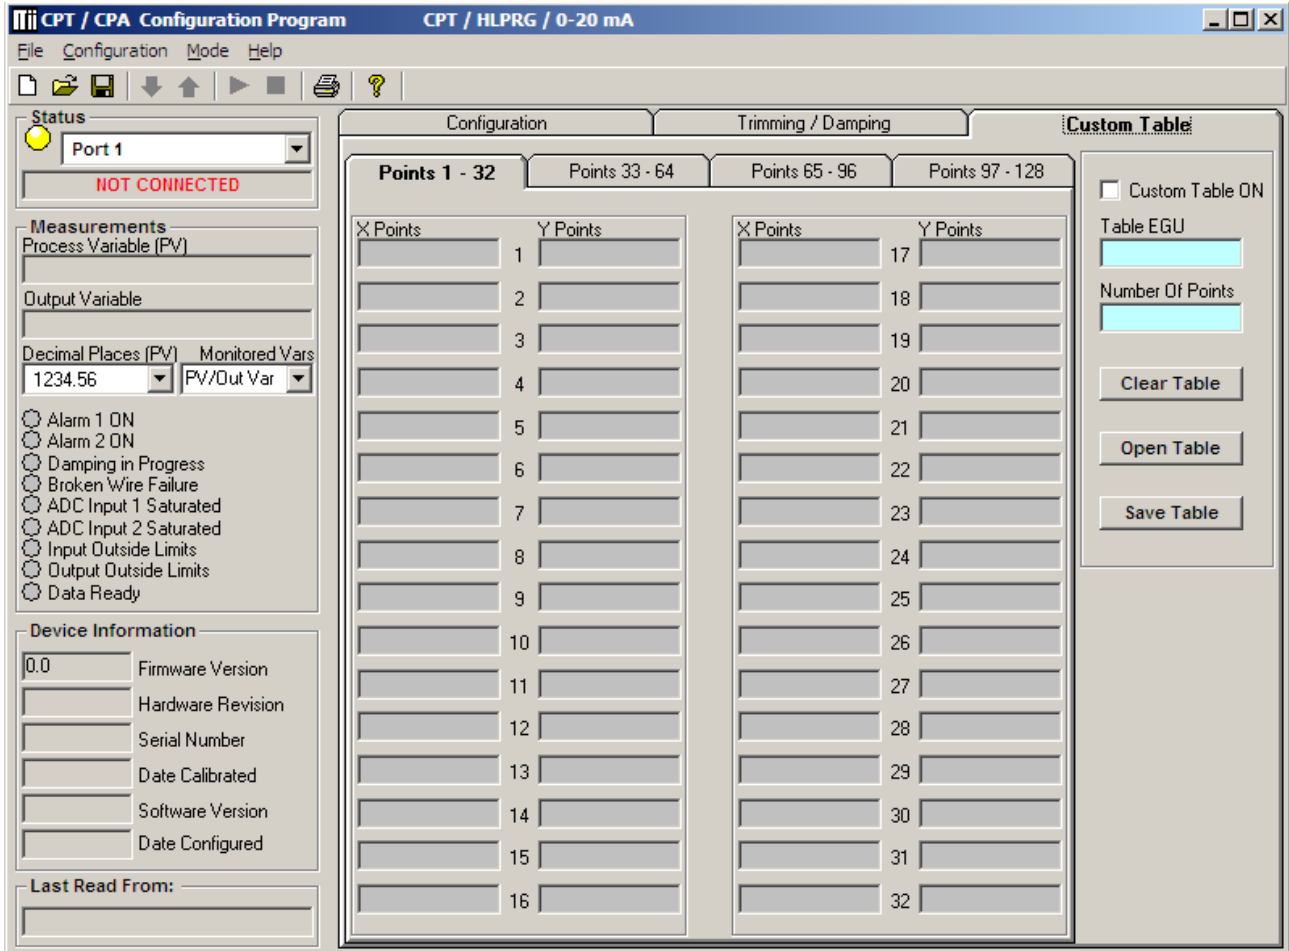 CPT / CPA Configuration Program CPT / HLPRG / 0-20 mA
File Configuration Mode Help
Status
Port 1
NOT CONNECTED
Measurements
Process Variable (PV)
Output Variable
Decimal Places (PV) Monitored Vars
1234.56 PV/Out Var
Alarm 1 ON
Alarm 2 ON
Damping in Progress
Broken Wire Failure
ADC Input 1 Saturated
ADC Input 2 Saturated
Input Outside Limits
Output Outside Limits
Data Ready
Device Information
0.0 Firmware Version
Hardware Revision
Serial Number
Date Calibrated
Software Version
Date Configured
Last Read From:
Configuration Trimming / Damping Custom Table
Points 1 - 32 Points 33 - 64 Points 65 - 96 Points 97 - 128
X Points Y Points X Points Y Points
1 17
2 18
3 19
4 20
5 21
6 22
7 23
8 24
9 25
10 26
11 27
12 28
13 29
14 30
15 31
16 32
Custom Table ON
Table EGU
Number Of Points
Clear Table
Open Table
Save Table